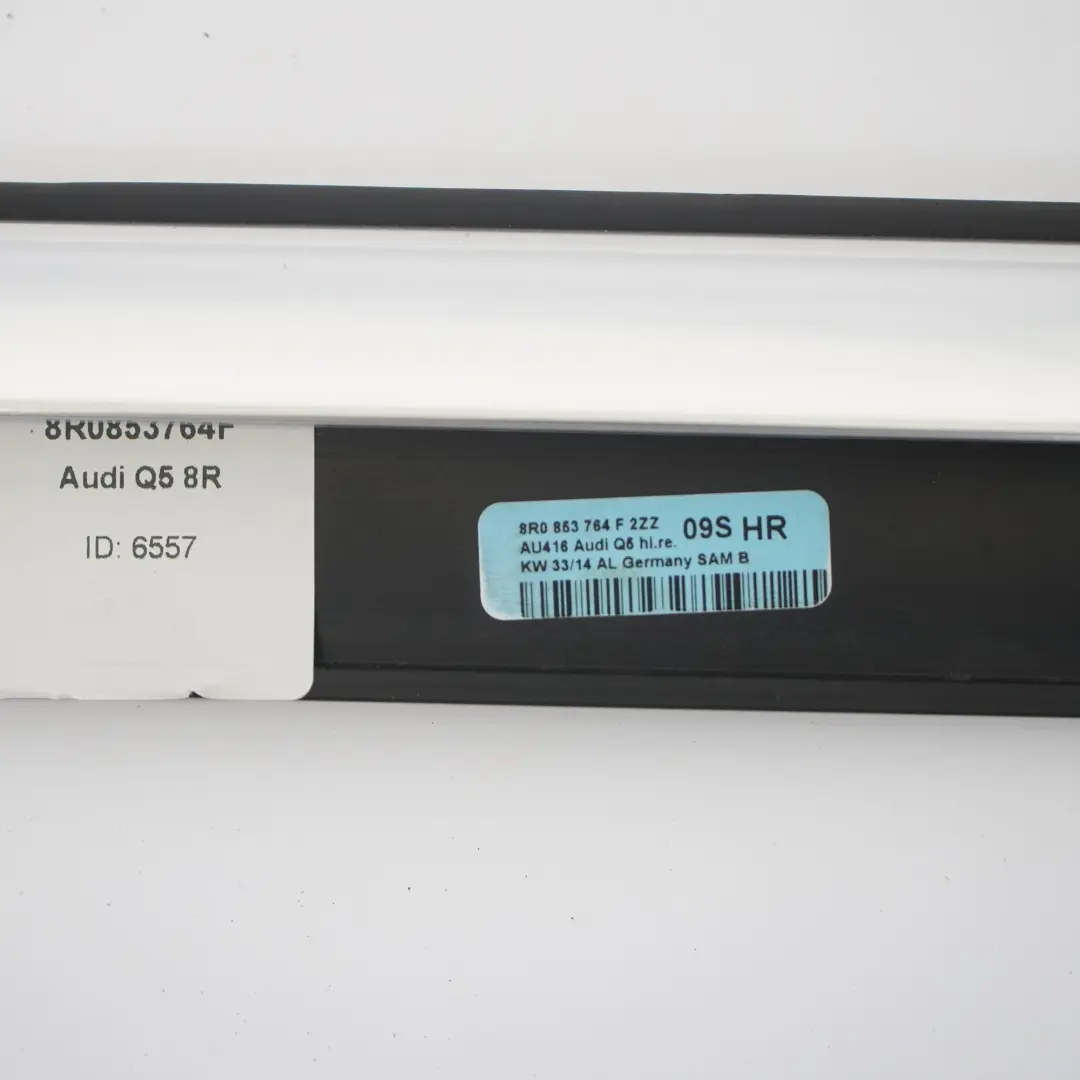 8R0853764F
Audi Q5 8R
ID: 6557
8R0 853 764 F 2ZZ
09S HR
AU416 Audi Q5 hi.re.
KW 33/14 AL Germany SAM B